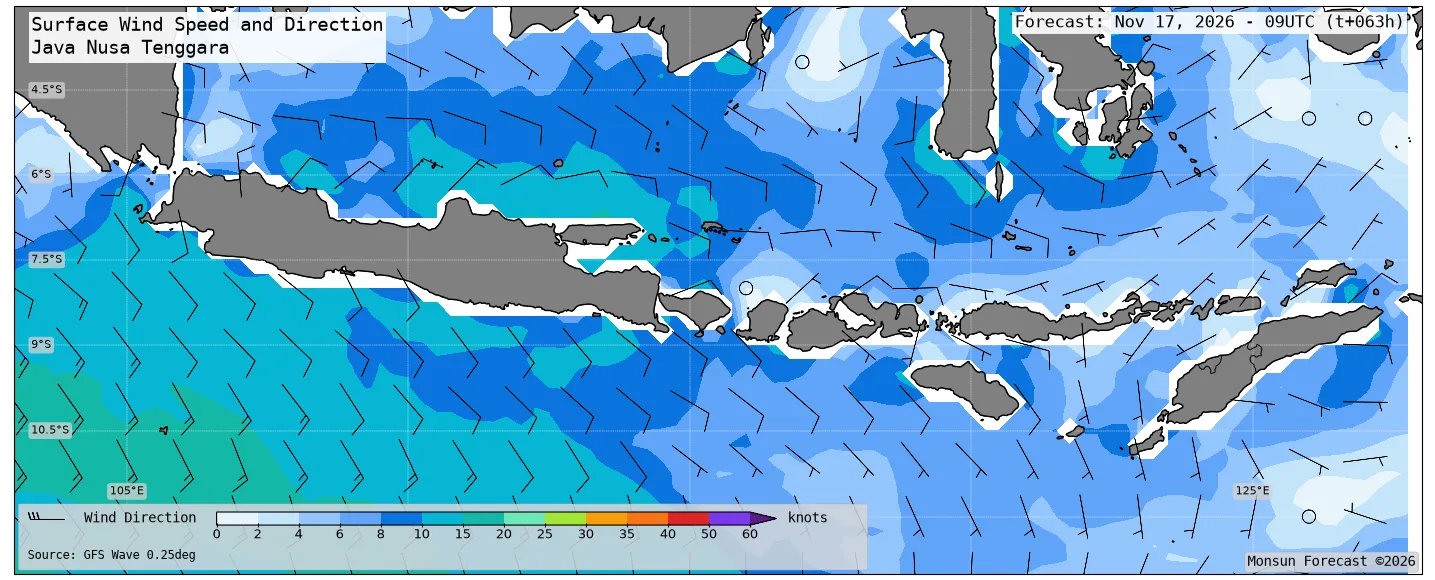 Surface Wind Speed and Direction
Java Nusa Tenggara
Forecast: Nov 17, 2026 - 09UTC (t+063h)
4.5°S
6°S
7.5°S
9°S
10.5°S
105°E
125°E
Wind Direction
0 2 4 6 8 10 15 20 25 30 35 40 50 60
knots
Source: GFS Wave 0.25deg
Monsun Forecast ©2026